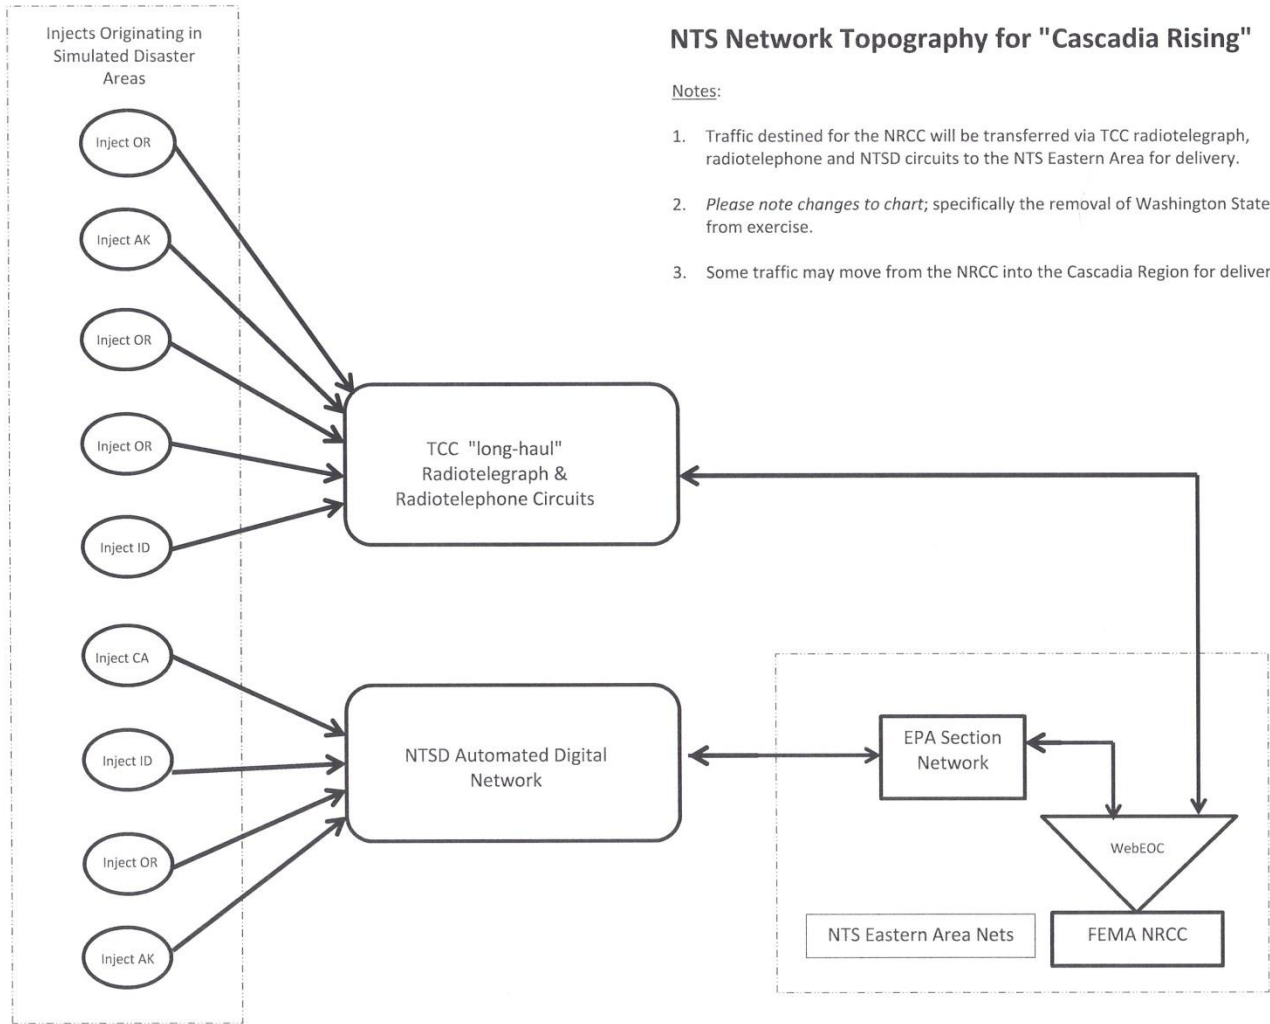 Injects Originating in
Simulated Disaster
Areas
NTS Network Topography for "Cascadia Rising"
Notes:
1. Traffic destined for the NRCC will be transferred via TCC radiotelegraph,
radiotelephone and NTSD circuits to the NTS Eastern Area for delivery.
2. Please note changes to chart; specifically the removal of Washington State
from exercise.
3. Some traffic may move from the NRCC into the Cascadia Region for deliver
Inject OR
Inject AK
Inject OR
Inject OR
Inject ID
Inject CA
Inject ID
Inject OR
Inject AK
TCC "long-haul"
Radiotelegraph &
Radiotelephone Circuits
NTSD Automated Digital
Network
EPA Section
Network
WebEOC
NTS Eastern Area Nets
FEMA NRCC